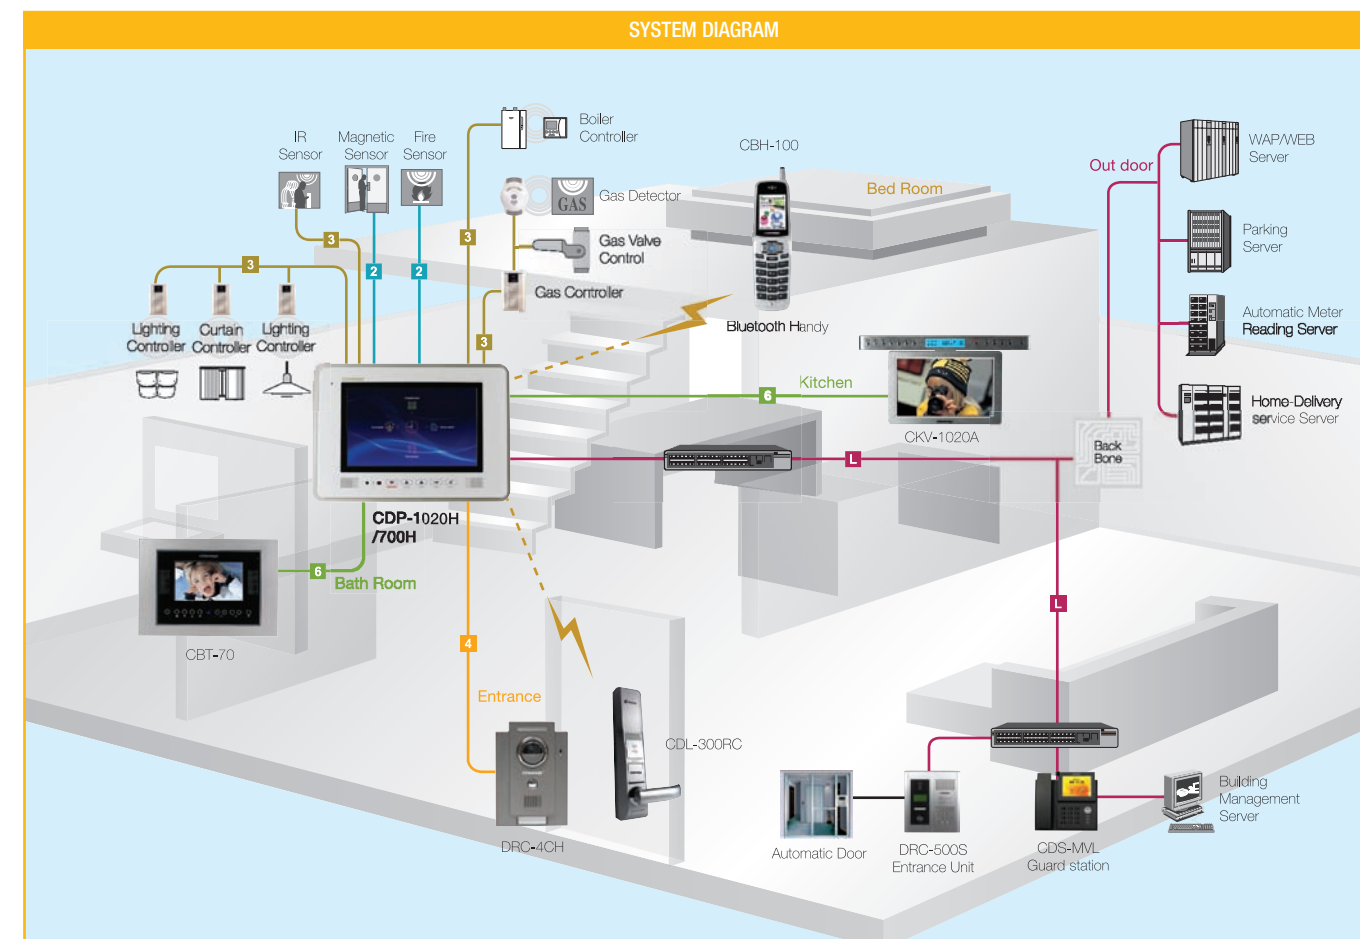 SYSTEM DIAGRAM
IR
Sensor
Magnetic
Sensor
Fire
Sensor
Boiler
Controller
CBH-100
Bed Room
Out door
WAP/WEB
Server
Gas Detector
GAS
Gas Valve
Control
Gas Controller
Parking
Server
3
3
3
2
2
3
Lighting
Controller
Curtain
Controller
Lighting
Controller
Bluetooth Handy
Automatic Meter
Reading Server
Kitchen
6
CKV-1020A
Home-Delivery
service Server
L
Back
Bone
CDP-1020H
/700H
6
Bath Room
CBT-70
L
4
Entrance
CDL-300RC
DRC-4CH
Automatic Door
DRC-500S
Entrance Unit
CDS-MVL
Guard station
Building
Management
Server